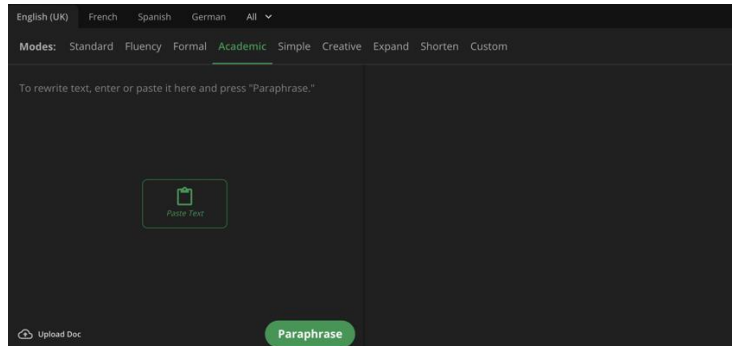 English (UK) French Spanish German All
Modes: Standard Fluency Formal Academic Simple Creative Expand Shorten Custom
To rewrite text, enter or paste it here and press "Paraphrase."
Paste Text
Upload Doc Paraphrase